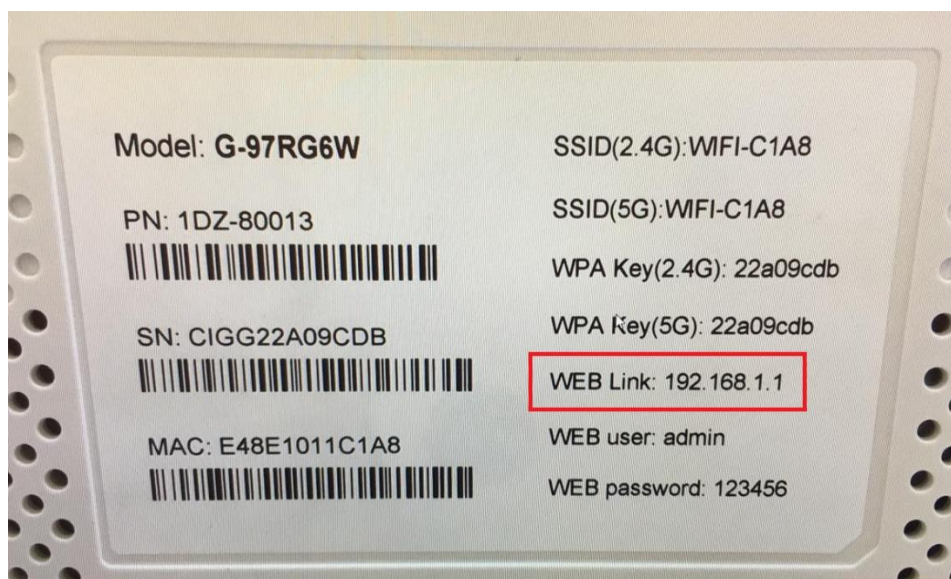 Model: G-97RG6W
PN: 1DZ-80013
SN: CIGG22A09CDB
MAC: E48E1011C1A8
SSID(2.4G):WIFI-C1A8
SSID(5G):WIFI-C1A8
WPA Key(2.4G): 22a09cdb
WPA Key(5G): 22a09cdb
WEB Link: 192.168.1.1
WEB user: admin
WEB password: 123456